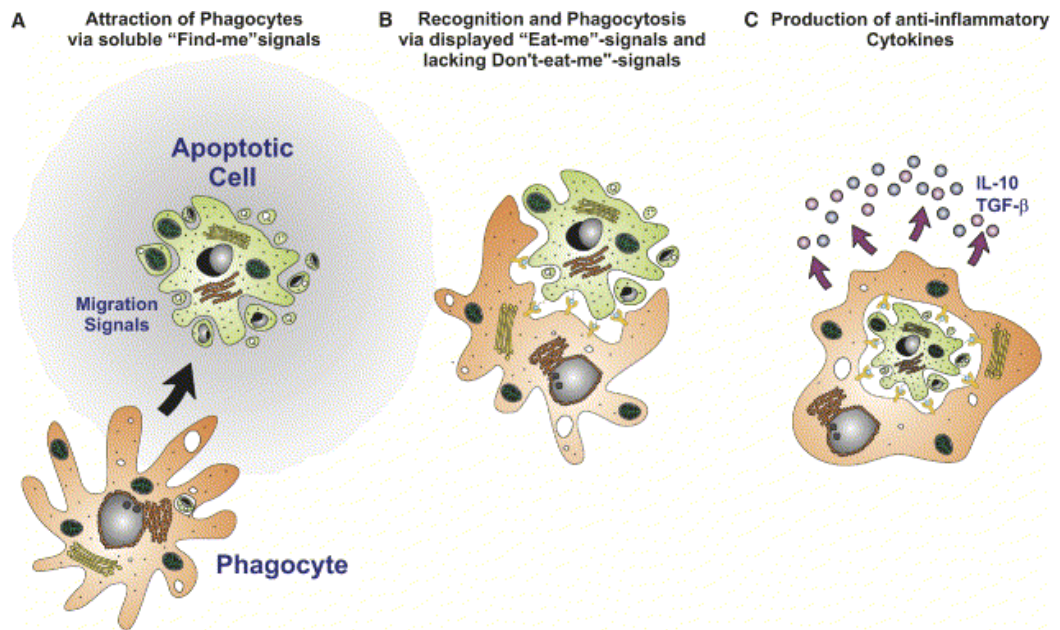 A
Attraction of Phagocytes
via soluble “Find-me”signals
B
Recognition and Phagocytosis
via displayed “Eat-me”-signals and
lacking Don't-eat-me"-signals
C
Production of anti-inflammatory
Cytokines
Apoptotic
Cell
Migration
Signals
Phagocyte
IL-10
TGF-β